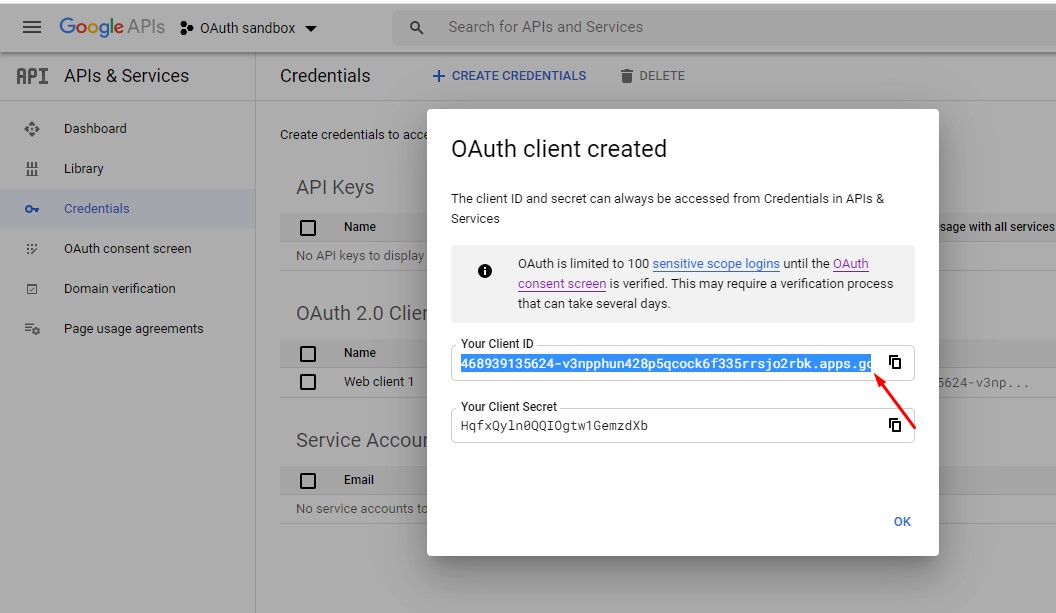 Google APIs OAuth sandbox Search for APIs and Services
API APIs & Services
Credentials CREATE CREDENTIALS DELETE
Dashboard
Library
Credentials
OAuth consent screen
Domain verification
Page usage agreements
Create credentials to acce
API Keys
Name
sage with all services
No API keys to display
OAuth 2.0 Clien
Name
Web client 1
5624-v3np...
Service Accour
Email
No service accounts to
OAuth client created
The client ID and secret can always be accessed from Credentials in APIs &
Services
OAuth is limited to 100 sensitive scope logins until the OAuth
consent screen is verified. This may require a verification process
that can take several days.
Your Client ID
468939135624-v3npphun428p5qcock6f335rrsjo2rbk.apps.go
Your Client Secret
HqfxQyln0QQIOgtw1GemzdXb
OK